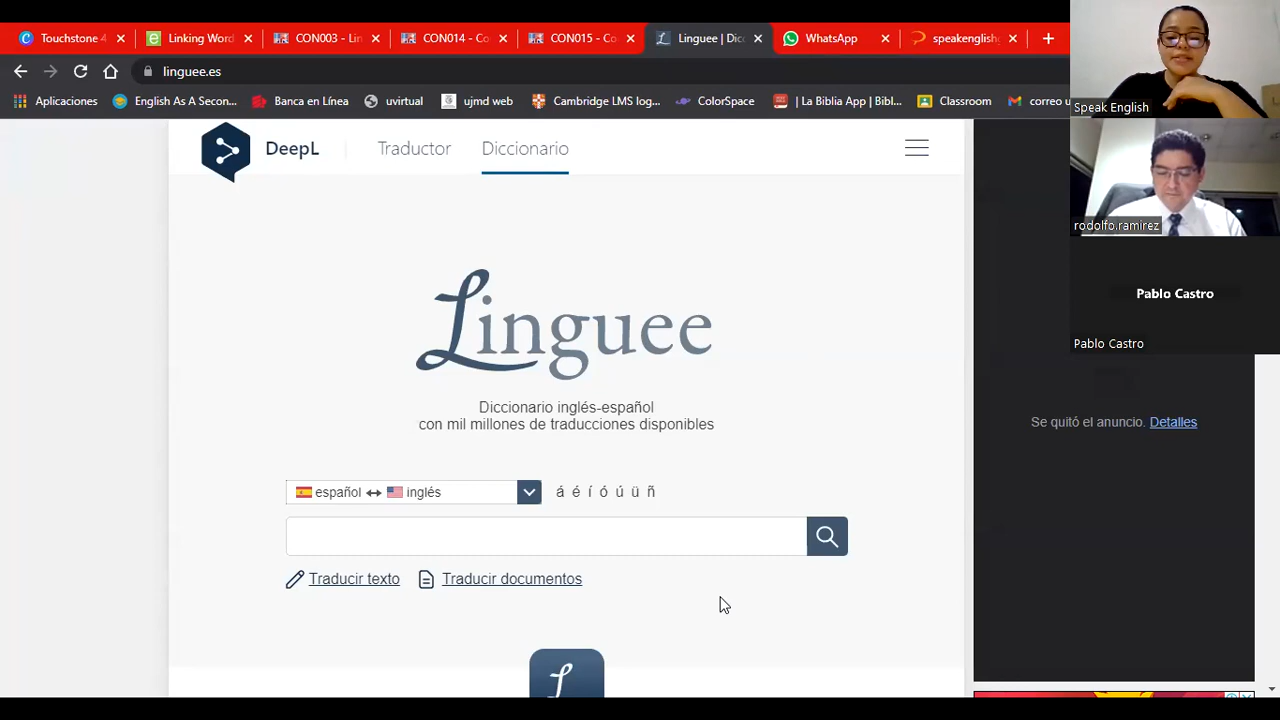 Touchstone 4
Linking Word
CON003 - Lin
CON014 - Co
CON015 - Co
Linguee | Dicc
WhatsApp
speakenglish
linguee.es
Aplicaciones
English As A Secon...
Banca en Línea
uvirtual
ujmd web
Cambridge LMS log...
ColorSpace
| La Biblia App | Bibl...
Classroom
correo u
Speak English
DeepL
Traductor
Diccionario
rodolfo.ramirez
Pablo Castro
Pablo Castro
Linguee
Diccionario inglés-español
con mil millones de traducciones disponibles
Se quitó el anuncio. Detalles
español ↔ inglés
á é í ó ú ü ñ
Traducir texto
Traducir documentos